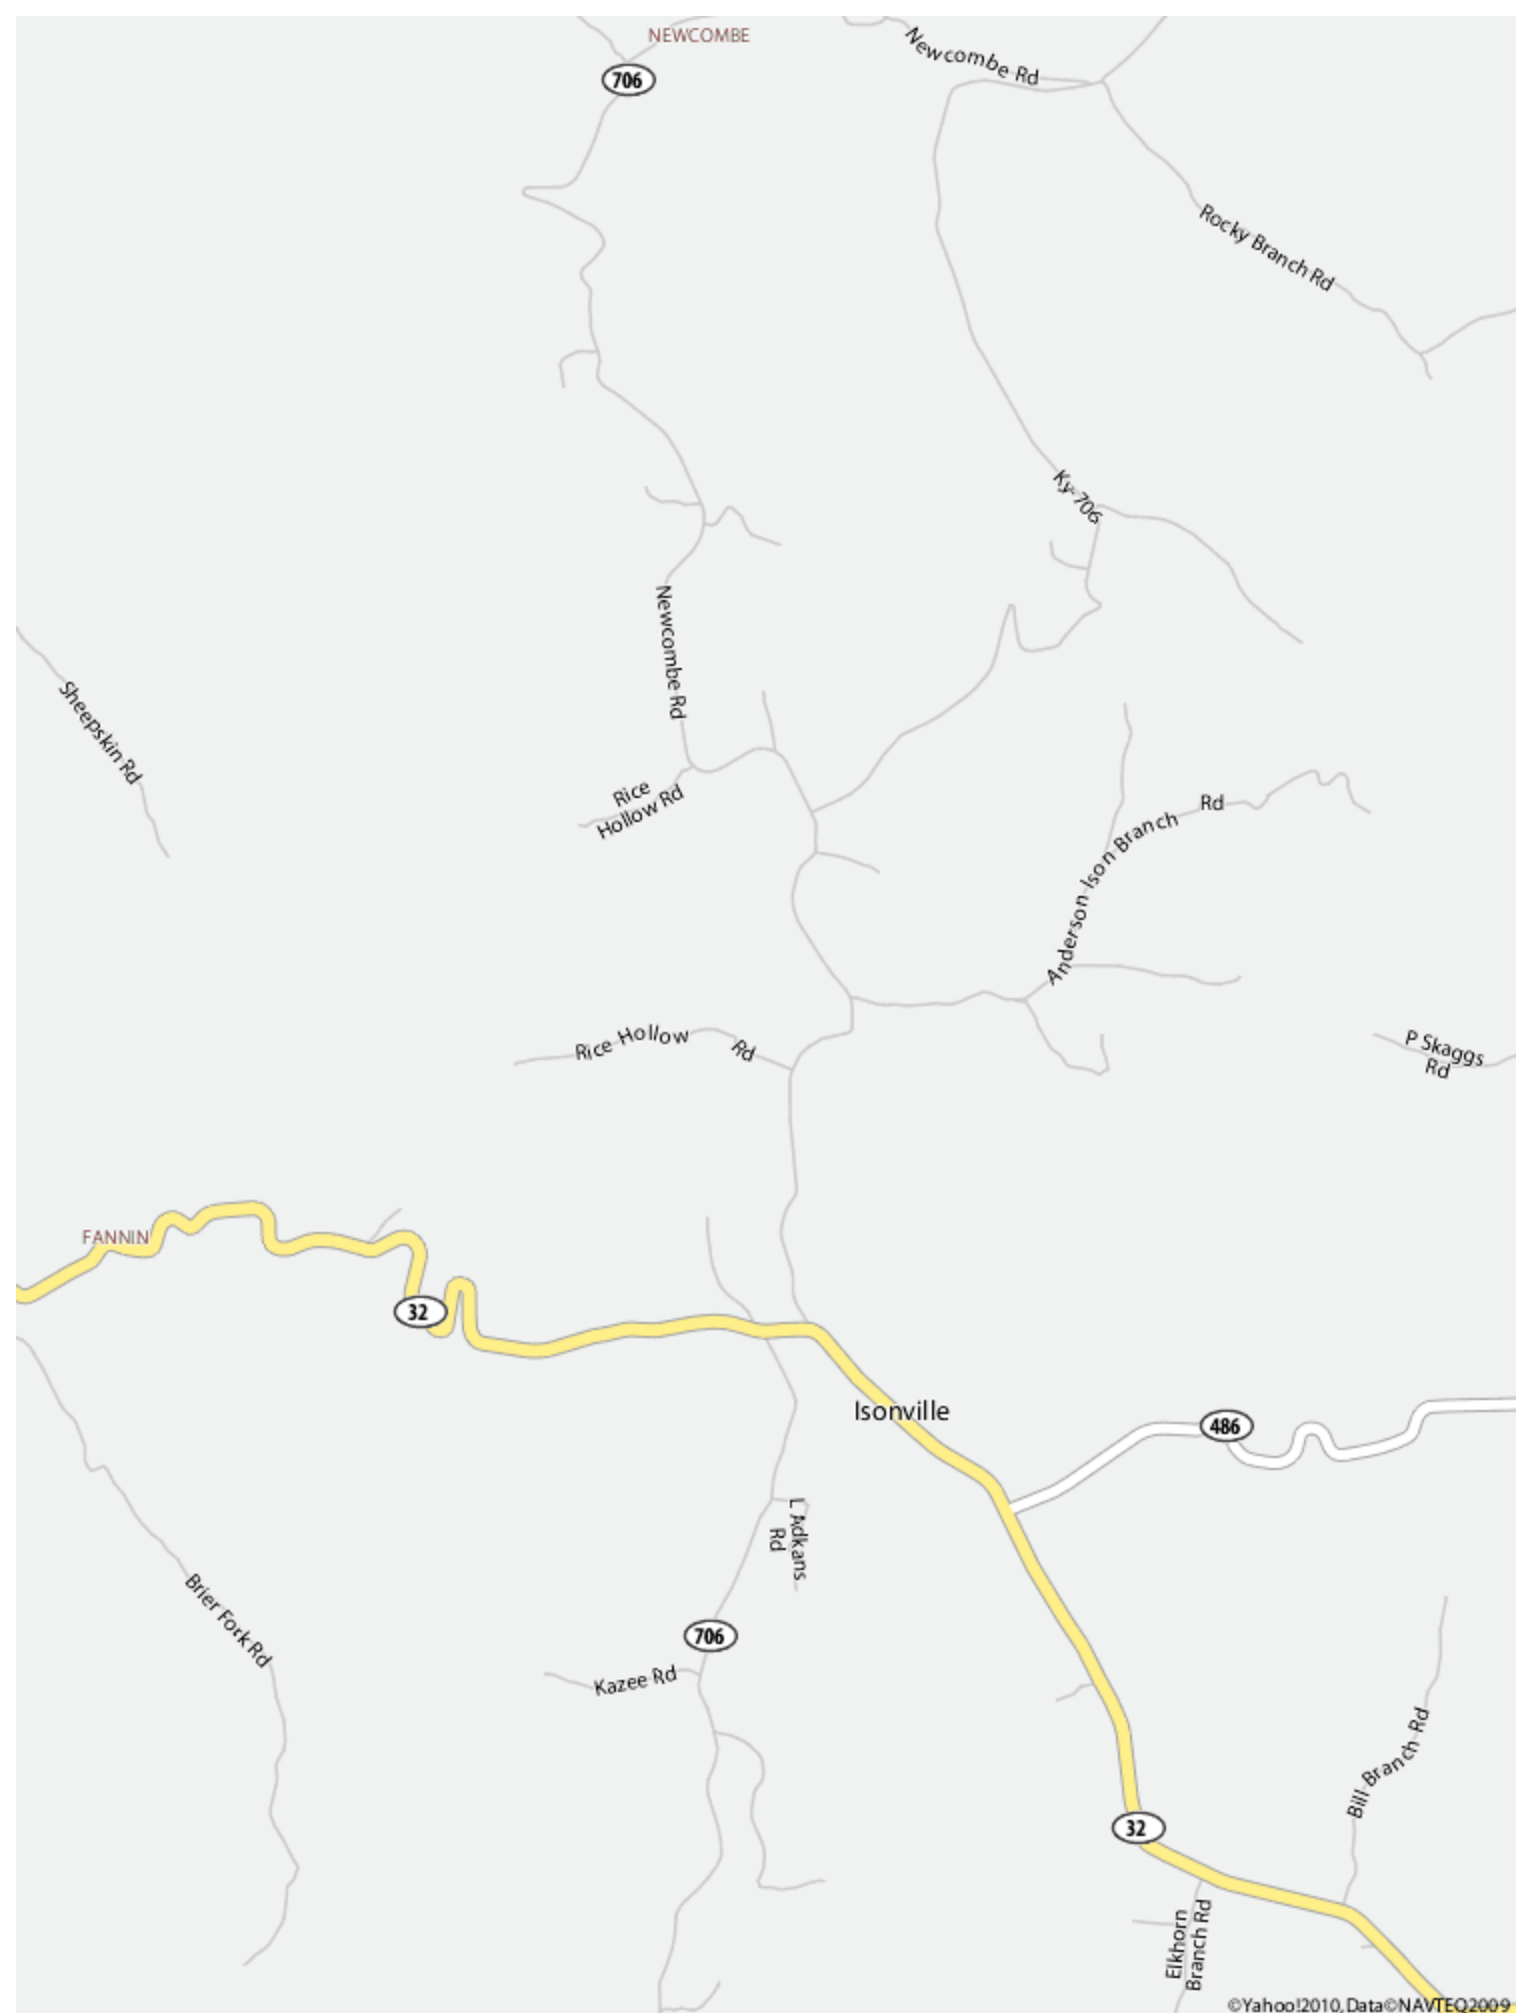 NEWCOMBE
Newcombe Rd
706
Rocky Branch Rd
Ky-706
Newcombe Rd
Sheepskin Rd
Rice
Hollow Rd
Anderson Ison Branch Rd
Rice Hollow Rd
P Skaggs
Rd
FANNIN
32
Isonville
486
L Adkans
Rd
Brier Fork Rd
706
Kazee Rd
Bill Branch Rd
32
Elkhorn
Branch Rd
©Yahoo!2010, Data©NAVTEQ2009